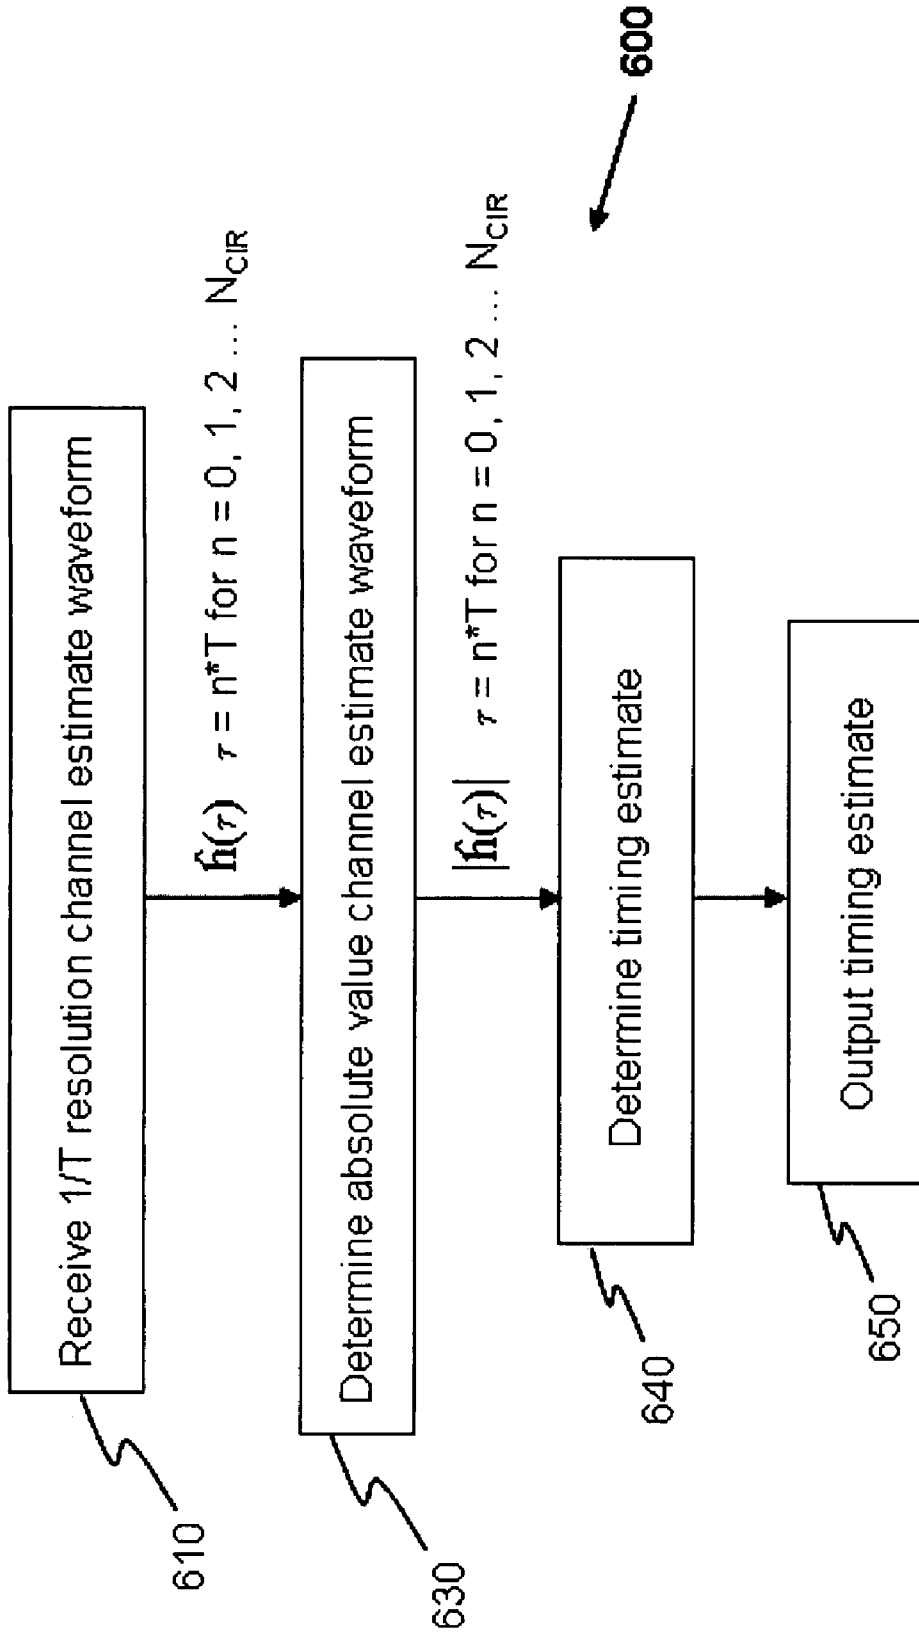 Receive 1/T resolution channel estimate waveform
610
ĥ(τ) τ = n*T for n = 0, 1, 2 ... N_CIR
Determine absolute value channel estimate waveform
630
|ĥ(τ)| τ = n*T for n = 0, 1, 2 ... N_CIR
Determine timing estimate
640
Output timing estimate
650
600